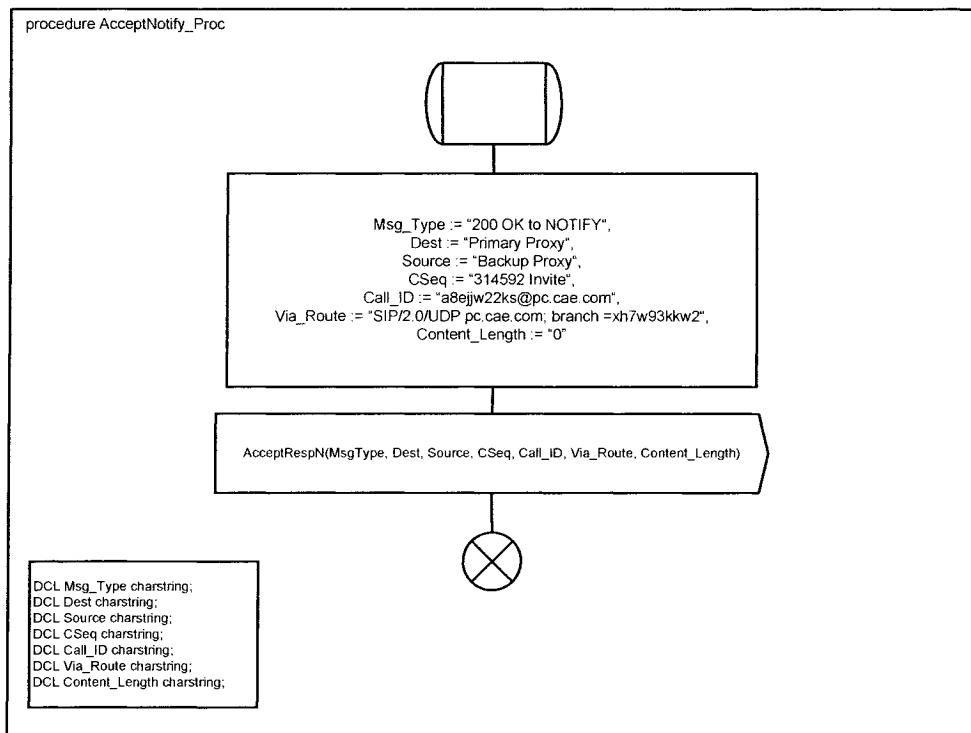 procedure AcceptNotify_Proc
Msg_Type := "200 OK to NOTIFY",
Dest := "Primary Proxy",
Source := "Backup Proxy",
CSeq := "314592 Invite",
Call_ID := "a8ejjw22ks@pc.cae.com",
Via_Route := "SIP/2.0/UDP pc.cae.com; branch =xh7w93kkw2",
Content_Length := "0"
AcceptRespN(MsgType, Dest, Source, CSeq, Call_ID, Via_Route, Content_Length)
DCL Msg_Type charstring;
DCL Dest charstring;
DCL Source charstring;
DCL CSeq charstring;
DCL Call_ID charstring;
DCL Via_Route charstring;
DCL Content_Length charstring;